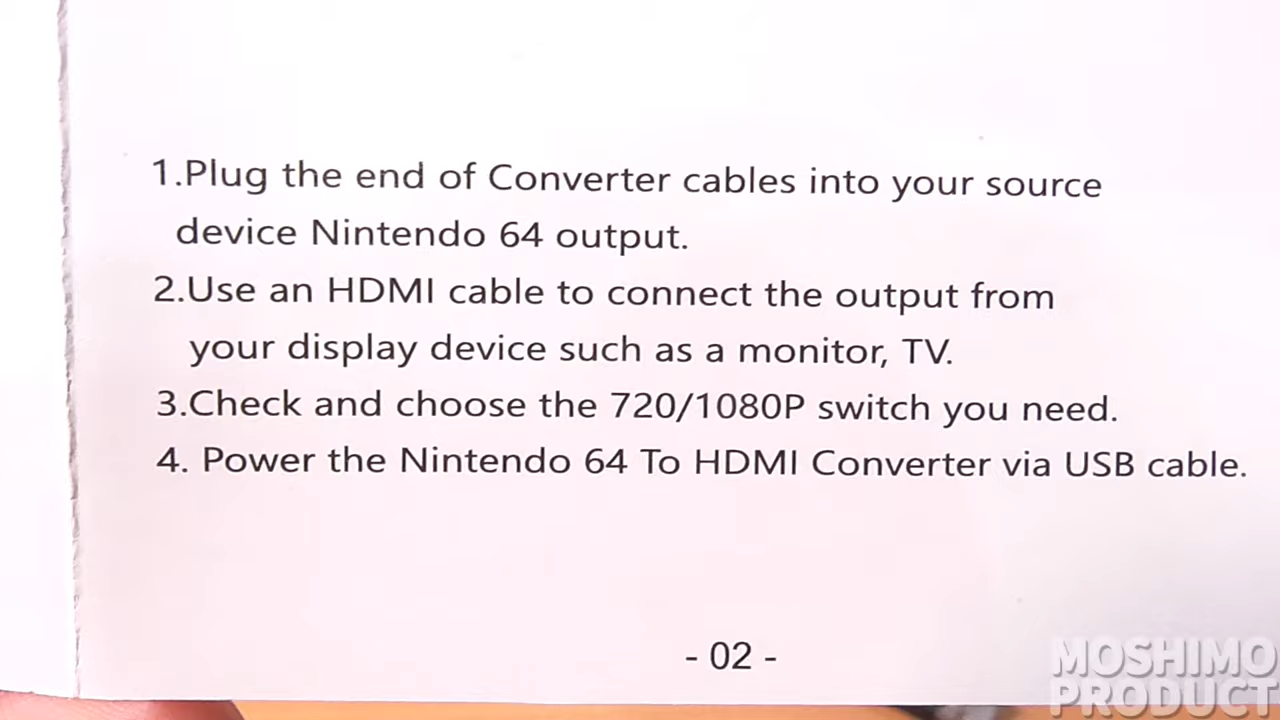 1.Plug the end of Converter cables into your source
device Nintendo 64 output.
2.Use an HDMI cable to connect the output from
your display device such as a monitor, TV.
3.Check and choose the 720/1080P switch you need.
4. Power the Nintendo 64 To HDMI Converter via USB cable.
- 02 -
MOSHIMO
PRODUCT